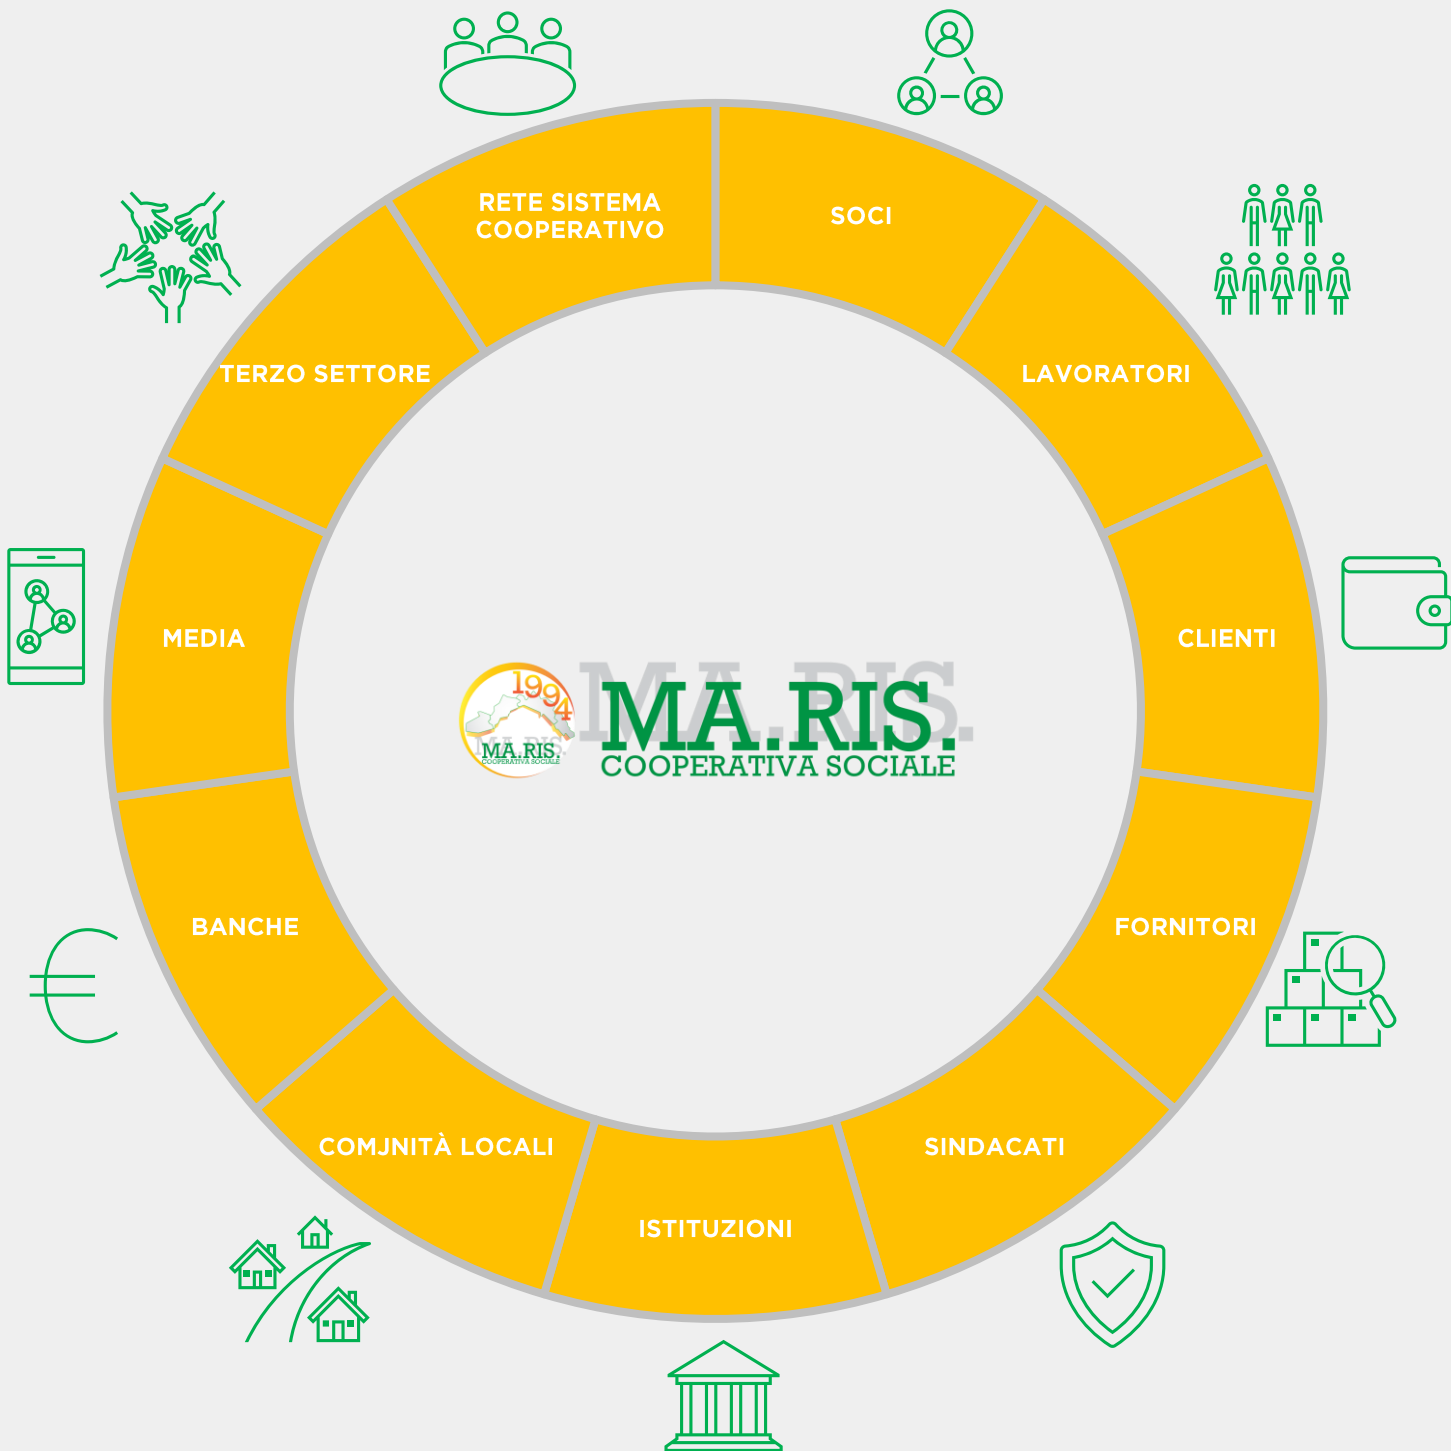 RETE SISTEMA
COOPERATIVO
SOCI
LAVORATORI
CLIENTI
FORNITORI
SINDACATI
ISTITUZIONI
COMJNITÀ LOCALI
BANCHE
MEDIA
TERZO SETTORE
1994
MA.RIS.
COOPERATIVA SOCIALE
MA.RIS.
COOPERATIVA SOCIALE